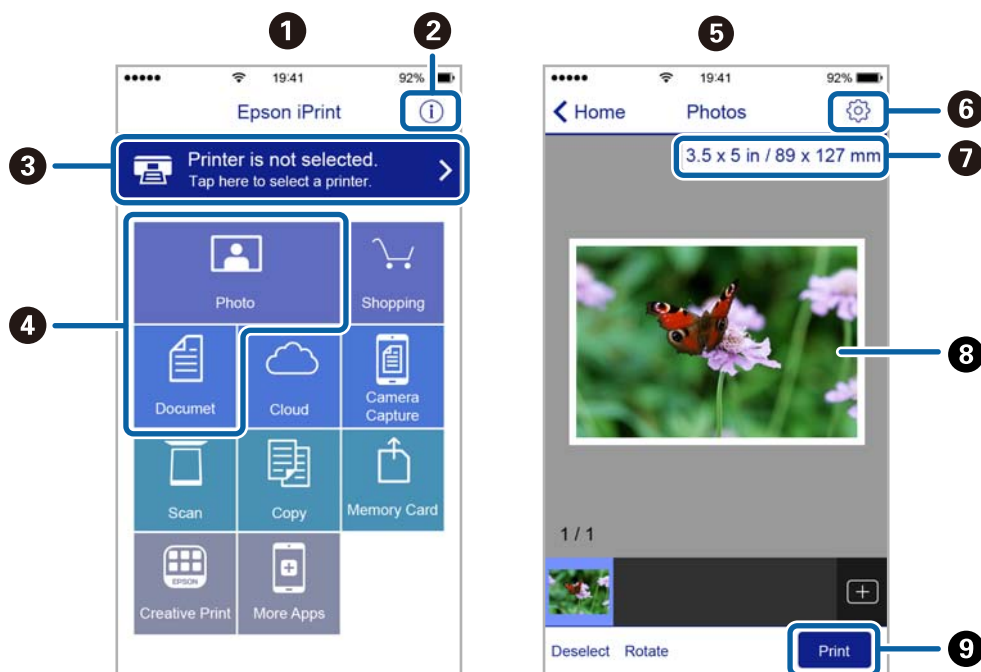 1
2
5
19:41
92%
Epson iPrint
i
3
Printer is not selected.
Tap here to select a printer.
4
Photo
Shopping
Documet
Cloud
Camera
Capture
Scan
Copy
Memory Card
EPSON
Creative Print
More Apps
19:41
92%
Home
Photos
6
3.5 x 5 in / 89 x 127 mm
7
8
1 / 1
Deselect
Rotate
Print
9